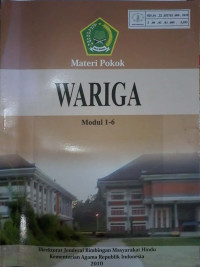 Materi Pokok
WARIGA
Modul 1-6
Direktorat Jenderal Bimbingan Masyarakat Hindu
Kementerian Agama Republik Indonesia
2010